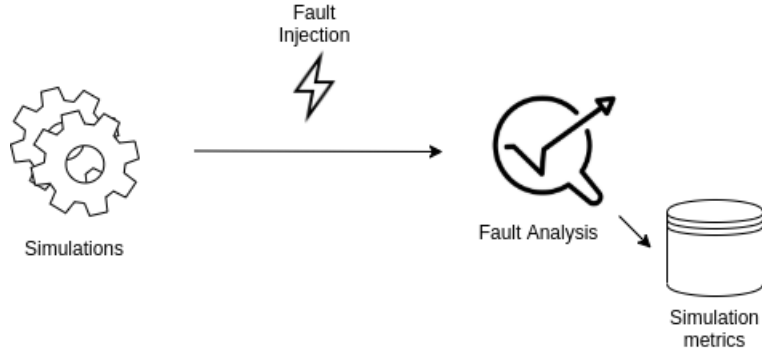 Fault
Injection
Simulations
Fault Analysis
Simulation
metrics